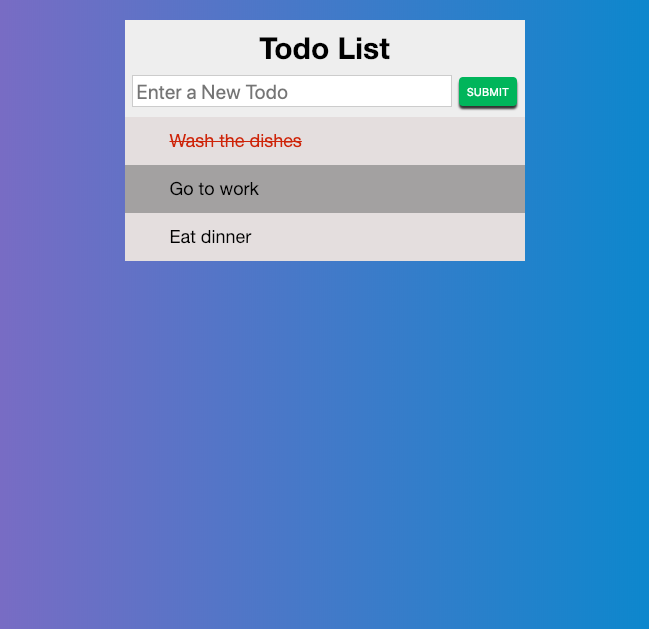 Todo List
Enter a New Todo
SUBMIT
Wash the dishes
Go to work
Eat dinner